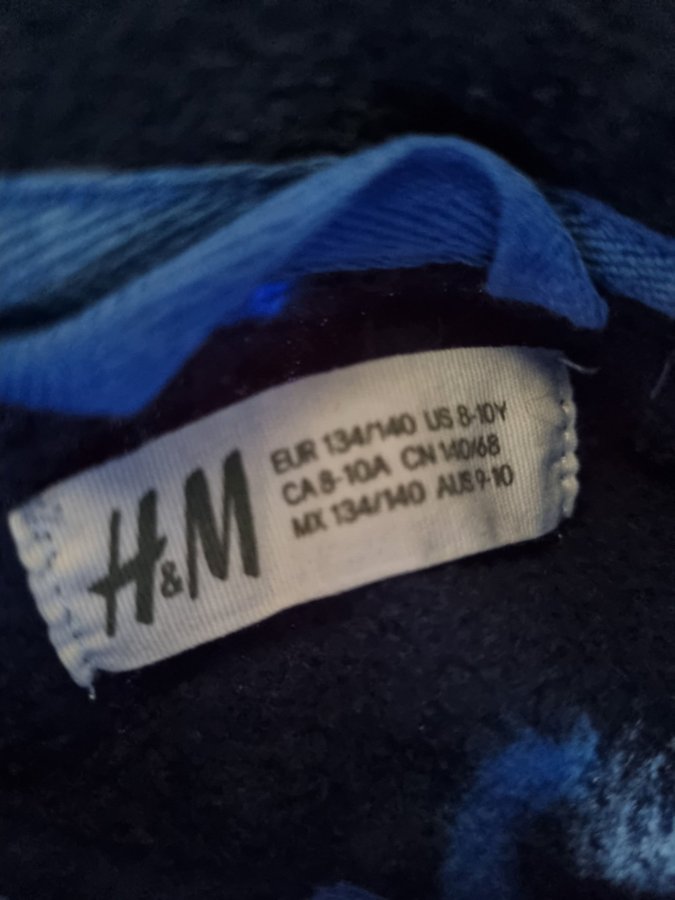 H&M
EUR 134/140 US 8-10Y
CA 8-10A CN 140/68
MX 134/140 AUS 9-10